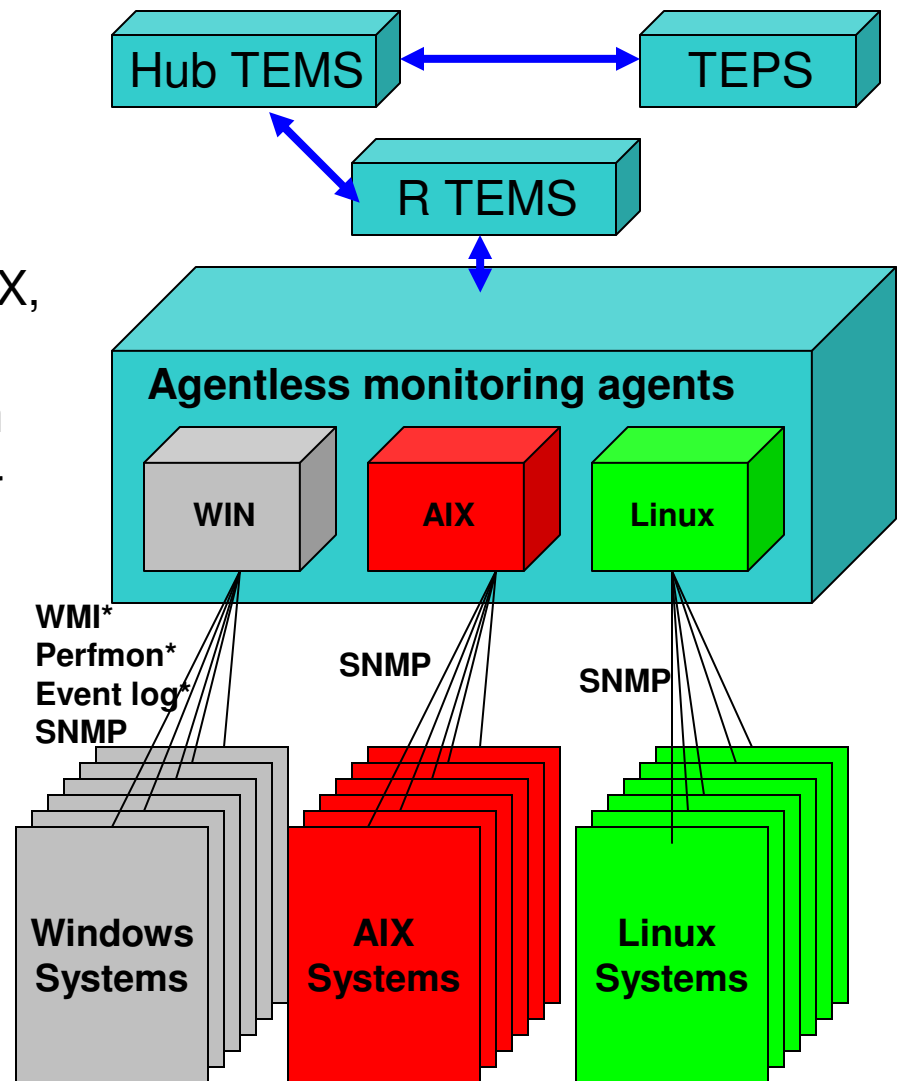 Hub TEMS
TEPS
R TEMS
X,
Agentless monitoring agents
WIN
AIX
Linux
WMI*
Perfmon*
Event log*
SNMP
SNMP
SNMP
Windows
Systems
AIX
Systems
Linux
Systems